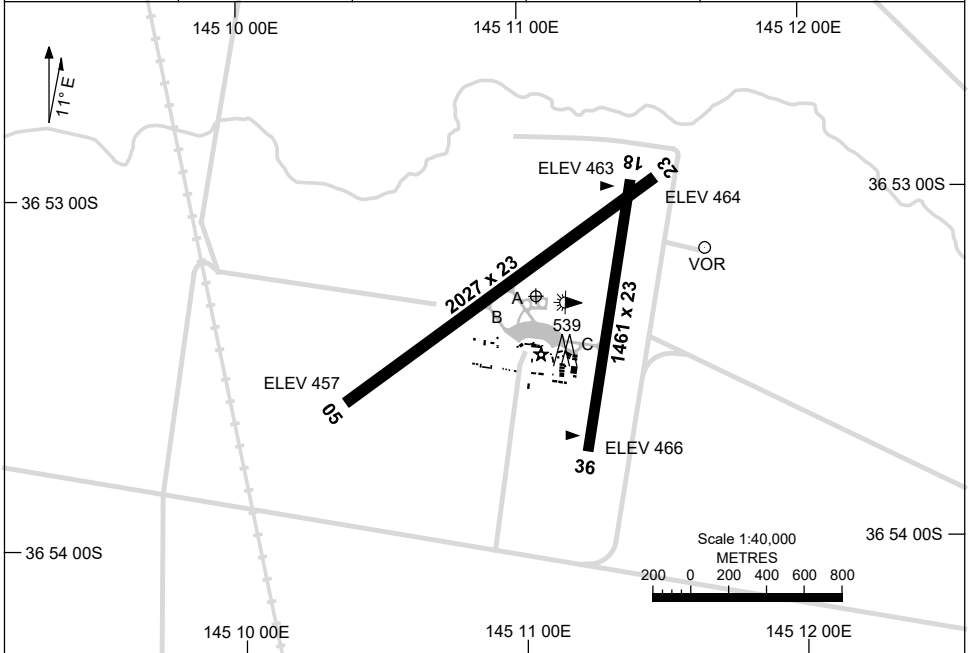 145 10 00E
145 11 00E
145 12 00E
11° E
ELEV 463
18
23
36 53 00S
36 53 00S
ELEV 464
VOR
2027 x 23
A
B
539
C
1461 x 23
ELEV 457
05
ELEV 466
36
36 54 00S
36 54 00S
Scale 1:40,000
METRES
200 0 200 400 600 800
145 10 00E
145 11 00E
145 12 00E